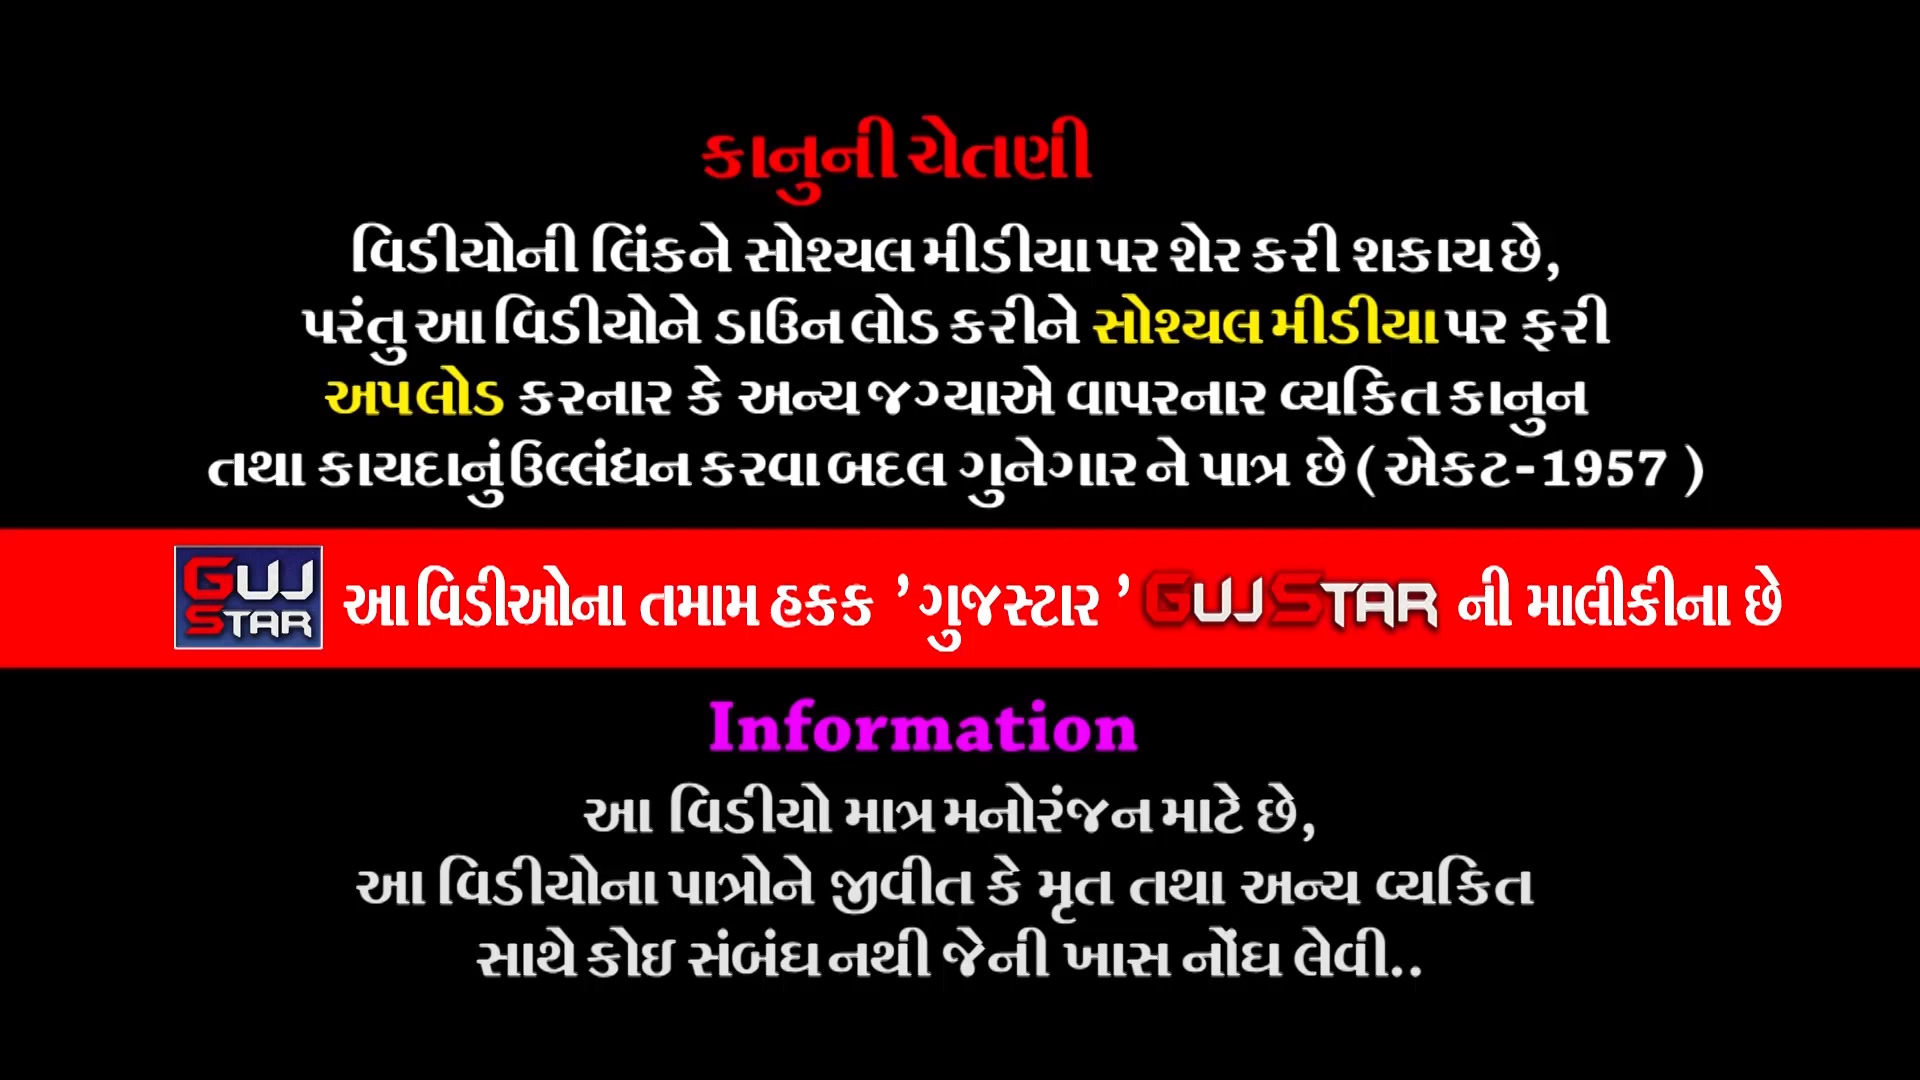 કાનુની ચેતણી
વિડીયોની લિંકને સોશ્યલ મીડીયા પર શેર કરી શકાય છે,
પરંતુ આ વિડીયોને ડાઉન લોડ કરીને સોશ્યલ મીડીયા પર ફરી
અપલોડ કરનાર કે અન્ય જગ્યાએ વાપરનાર વ્યકિત કાનુન
તથા કાયદાનું ઉલ્લંઘન કરવા બદલ ગુનેગાર ને પાત્ર છે ( એકટ-1957 )
GUJ STAR આ વિડીઓના તમામ હકક ’ ગુજસ્ટાર ’ GUJ STAR ની માલીકીના છે
Information
આ વિડીયો માત્ર મનોરંજન માટે છે,
આ વિડીયોના પાત્રોને જીવીત કે મૃત તથા અન્ય વ્યકિત
સાથે કોઇ સંબંઘ નથી જેની ખાસ નોંઘ લેવી..